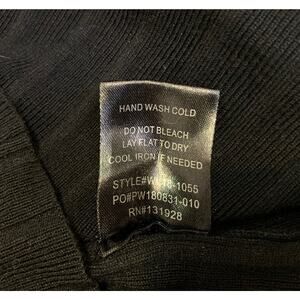 HAND WASH COLD
DO NOT BLEACH
LAY FLAT TO DRY
COOL IRON IF NEEDED
PO#PW180831-010
RN#131928